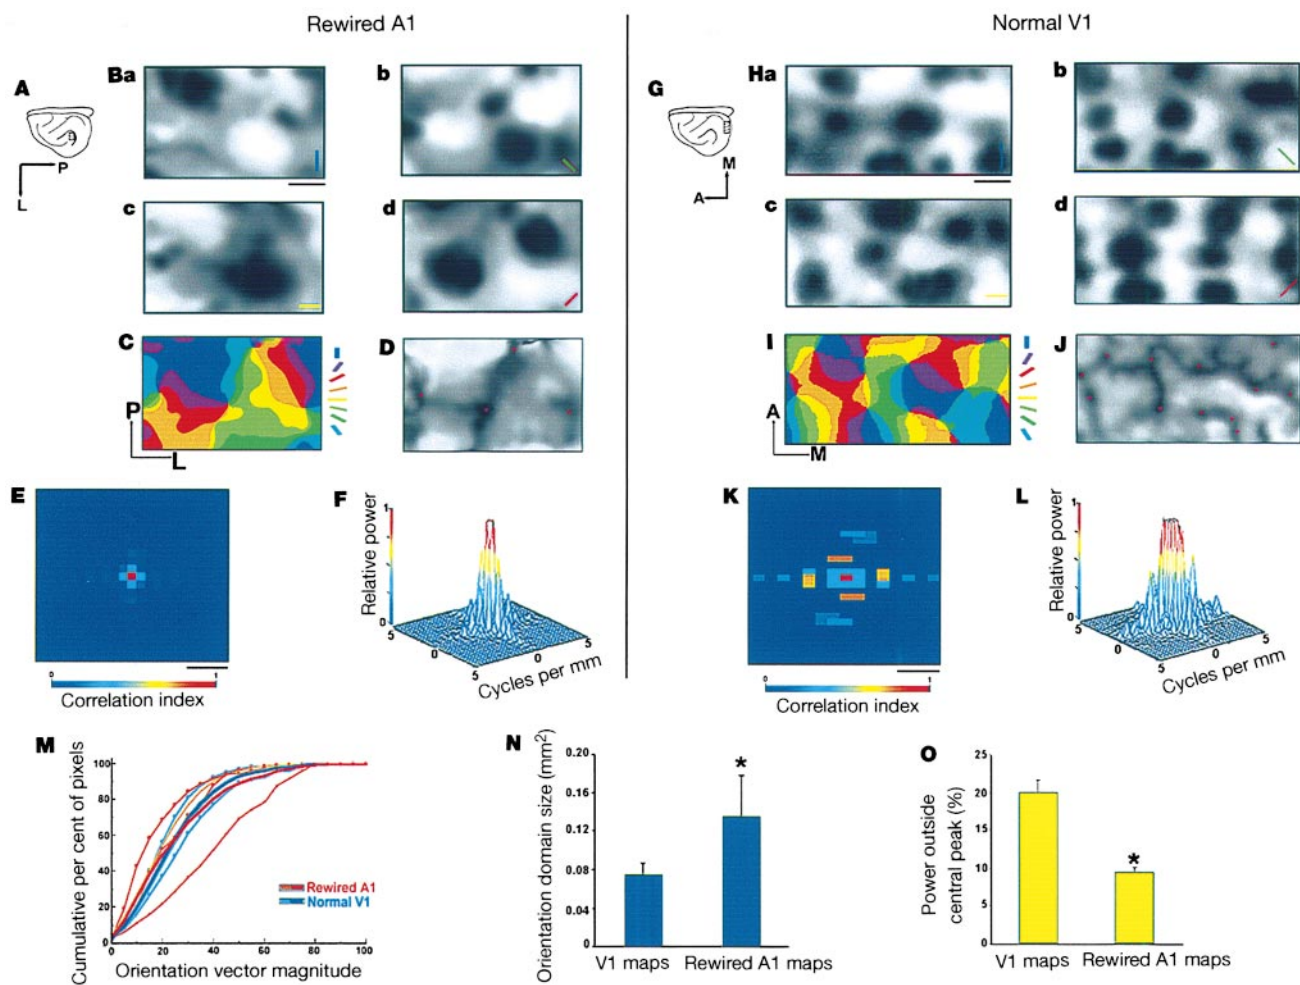 Rewired A1
Normal V1
A
P
L
Ba
b
c
d
C
P
L
D
G
M
A
Ha
b
c
d
I
A
M
J
E
0
1
Correlation index
F
Relative power
1
0
5
0
5
0
5
Cycles per mm
K
0
1
Correlation index
L
Relative power
1
0
5
0
5
0
5
Cycles per mm
M
Cumulative per cent of pixels
100
80
60
40
20
0
0
20
40
60
80
100
Rewired A1
Normal V1
Orientation vector magnitude
N
Orientation domain size (mm2)
0.20
0.16
0.12
0.08
0.04
0
*
V1 maps
Rewired A1 maps
O
Power outside
central peak (%)
25
20
15
10
5
0
*
V1 maps
Rewired A1 maps